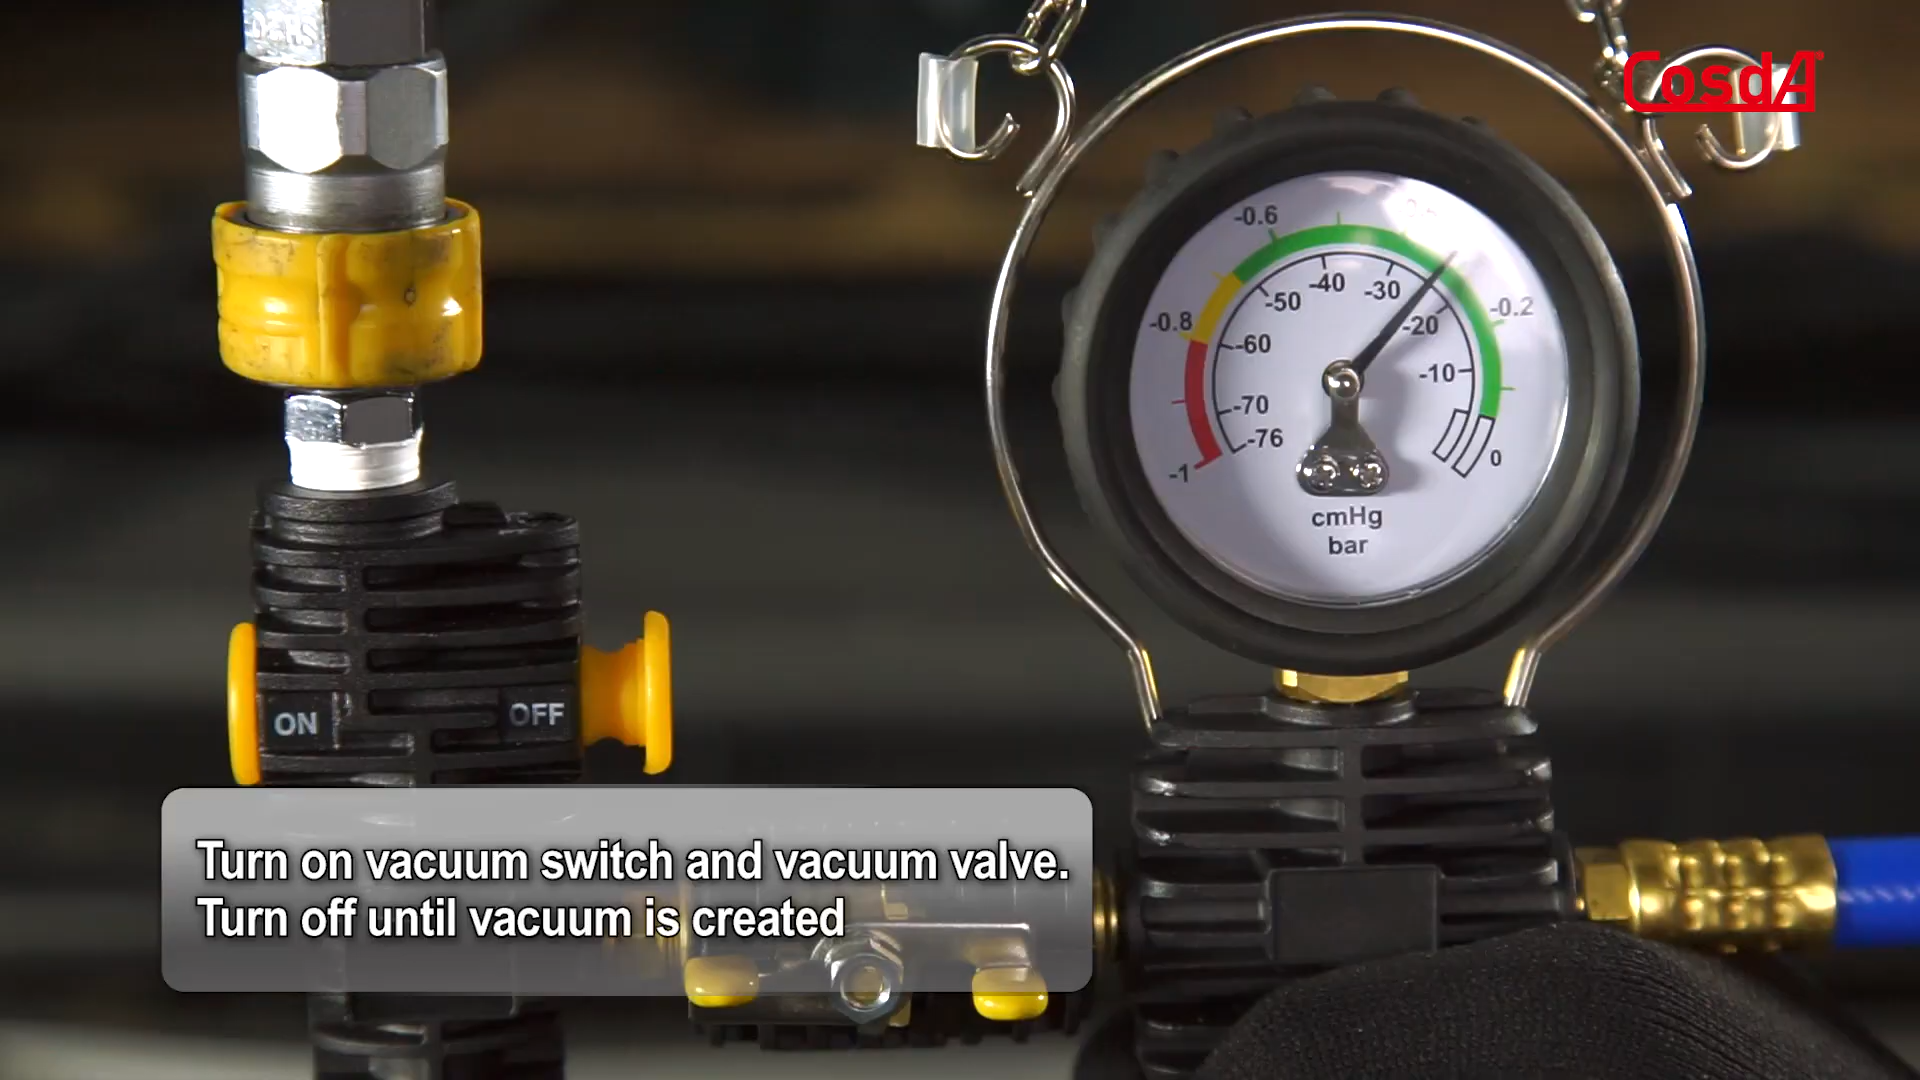 CosdA
-0.6
-0.2
-0.8
-50
-40
-30
-20
-60
-10
-70
-76
-1
0
cmHg
bar
ON
OFF
Turn on vacuum switch and vacuum valve.
Turn off until vacuum is created